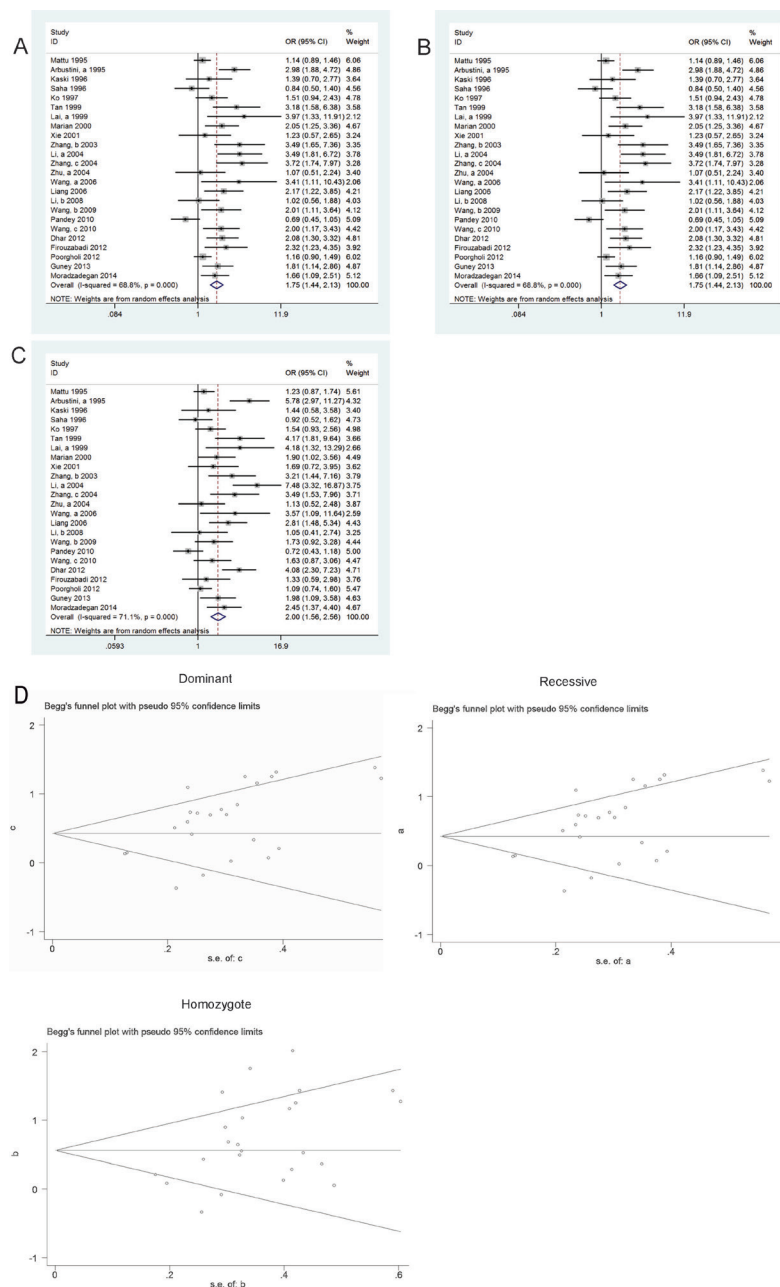 A
Study %
ID OR (95% CI) Weight
Mattu 1995 1.14 (0.89, 1.46) 6.06
Arbustini, a 1995 2.98 (1.88, 4.72) 4.86
Kaski 1996 1.39 (0.70, 2.77) 3.64
Saha 1996 0.84 (0.50, 1.40) 4.56
Ko 1997 1.51 (0.94, 2.43) 4.78
Tan 1999 3.18 (1.58, 6.38) 3.58
Lai, a 1999 3.97 (1.33, 11.91) 2.12
Marian 2000 2.05 (1.25, 3.36) 4.67
Xie 2001 1.23 (0.57, 2.65) 3.24
Zhang, b 2003 3.49 (1.65, 7.36) 3.35
Li, a 2004 3.49 (1.81, 6.72) 3.78
Zhang, c 2004 3.72 (1.74, 7.97) 3.28
Zhu, a 2004 1.07 (0.51, 2.24) 3.40
Wang, a 2006 3.41 (1.11, 10.43) 2.06
Liang 2006 2.17 (1.22, 3.85) 4.21
Li, b 2008 1.02 (0.56, 1.88) 4.03
Wang, b 2009 2.01 (1.11, 3.64) 4.12
Pandey 2010 0.69 (0.45, 1.05) 5.09
Wang, c 2010 2.00 (1.17, 3.43) 4.42
Dhar 2012 2.08 (1.30, 3.32) 4.81
Firouzabadi 2012 2.32 (1.23, 4.35) 3.92
Poorgholi 2012 1.16 (0.90, 1.49) 6.02
Guney 2013 1.81 (1.14, 2.86) 4.87
Moradzadegan 2014 1.66 (1.09, 2.51) 5.12
Overall (I-squared = 68.8%, p = 0.000) 1.75 (1.44, 2.13) 100.00
NOTE: Weights are from random effects analysis
.084 1 11.9
B
Study %
ID OR (95% CI) Weight
Mattu 1995 1.14 (0.89, 1.46) 6.06
Arbustini, a 1995 2.98 (1.88, 4.72) 4.86
Kaski 1996 1.39 (0.70, 2.77) 3.64
Saha 1996 0.84 (0.50, 1.40) 4.56
Ko 1997 1.51 (0.94, 2.43) 4.78
Tan 1999 3.18 (1.58, 6.38) 3.58
Lai, a 1999 3.97 (1.33, 11.91) 2.12
Marian 2000 2.05 (1.25, 3.36) 4.67
Xie 2001 1.23 (0.57, 2.65) 3.24
Zhang, b 2003 3.49 (1.65, 7.36) 3.35
Li, a 2004 3.49 (1.81, 6.72) 3.78
Zhang, c 2004 3.72 (1.74, 7.97) 3.28
Zhu, a 2004 1.07 (0.51, 2.24) 3.40
Wang, a 2006 3.41 (1.11, 10.43) 2.06
Liang 2006 2.17 (1.22, 3.85) 4.21
Li, b 2008 1.02 (0.56, 1.88) 4.03
Wang, b 2009 2.01 (1.11, 3.64) 4.12
Pandey 2010 0.69 (0.45, 1.05) 5.09
Wang, c 2010 2.00 (1.17, 3.43) 4.42
Dhar 2012 2.08 (1.30, 3.32) 4.81
Firouzabadi 2012 2.32 (1.23, 4.35) 3.92
Poorgholi 2012 1.16 (0.90, 1.49) 6.02
Guney 2013 1.81 (1.14, 2.86) 4.87
Moradzadegan 2014 1.66 (1.09, 2.51) 5.12
Overall (I-squared = 68.8%, p = 0.000) 1.75 (1.44, 2.13) 100.00
NOTE: Weights are from random effects analysis
.084 1 11.9
C
Study %
ID OR (95% CI) Weight
Mattu 1995 1.23 (0.87, 1.74) 5.61
Arbustini, a 1995 5.78 (2.97, 11.27) 4.32
Kaski 1996 1.44 (0.58, 3.58) 3.40
Saha 1996 0.92 (0.52, 1.62) 4.73
Ko 1997 1.54 (0.93, 2.56) 4.98
Tan 1999 4.17 (1.81, 9.64) 3.66
Lai, a 1999 4.18 (1.32, 13.29) 2.66
Marian 2000 1.90 (1.02, 3.56) 4.49
Xie 2001 1.69 (0.72, 3.95) 3.62
Zhang, b 2003 3.21 (1.44, 7.16) 3.79
Li, a 2004 7.48 (3.32, 16.87) 3.75
Zhang, c 2004 3.49 (1.53, 7.96) 3.71
Zhu, a 2004 1.13 (0.52, 2.48) 3.87
Wang, a 2006 3.57 (1.09, 11.64) 2.59
Liang 2006 2.81 (1.48, 5.34) 4.43
Li, b 2008 1.05 (0.41, 2.74) 3.25
Wang, b 2009 1.73 (0.92, 3.28) 4.44
Pandey 2010 0.72 (0.43, 1.18) 5.00
Wang, c 2010 1.63 (0.87, 3.06) 4.47
Dhar 2012 4.08 (2.30, 7.23) 4.71
Firouzabadi 2012 1.33 (0.59, 2.98) 3.76
Poorgholi 2012 1.09 (0.74, 1.60) 5.47
Guney 2013 1.98 (1.09, 3.58) 4.63
Moradzadegan 2014 2.45 (1.37, 4.40) 4.67
Overall (I-squared = 71.1%, p = 0.000) 2.00 (1.56, 2.56) 100.00
NOTE: Weights are from random effects analysis
.0593 1 16.9
D
Dominant
Begg's funnel plot with pseudo 95% confidence limits
2
1
c
0
-1
0 .2 .4
s.e. of: c
Recessive
Begg's funnel plot with pseudo 95% confidence limits
2
1
a
0
-1
0 .2 .4
s.e. of: a
Homozygote
Begg's funnel plot with pseudo 95% confidence limits
2
1
b
0
-1
0 .2 .4 .6
s.e. of: b